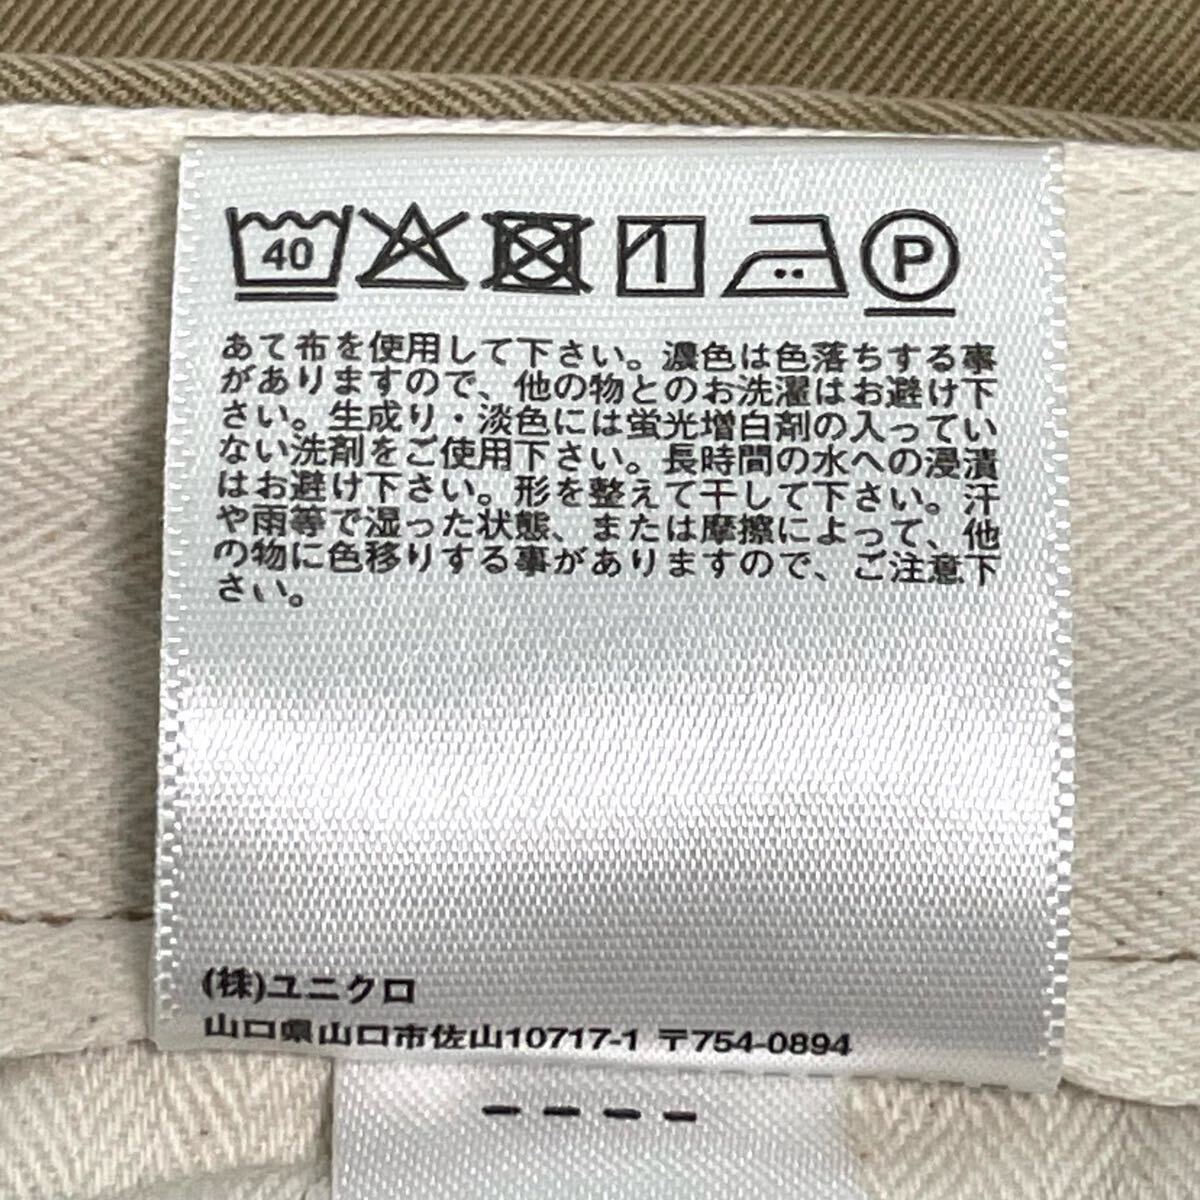 40 P
あて布を使用して下さい。濃色は色落ちする事
がありますので、他の物とのお洗濯はお避け下
さい。生成り・淡色には蛍光増白剤の入ってい
ない洗剤をご使用下さい。長時間の水への浸漬
はお避け下さい。形を整えて干して下さい。汗
や雨等で湿った状態、または摩擦によって、他
の物に色移りする事がありますので、ご注意下
さい。
(株)ユニクロ
山口県山口市佐山10717-1 〒754-0894
----